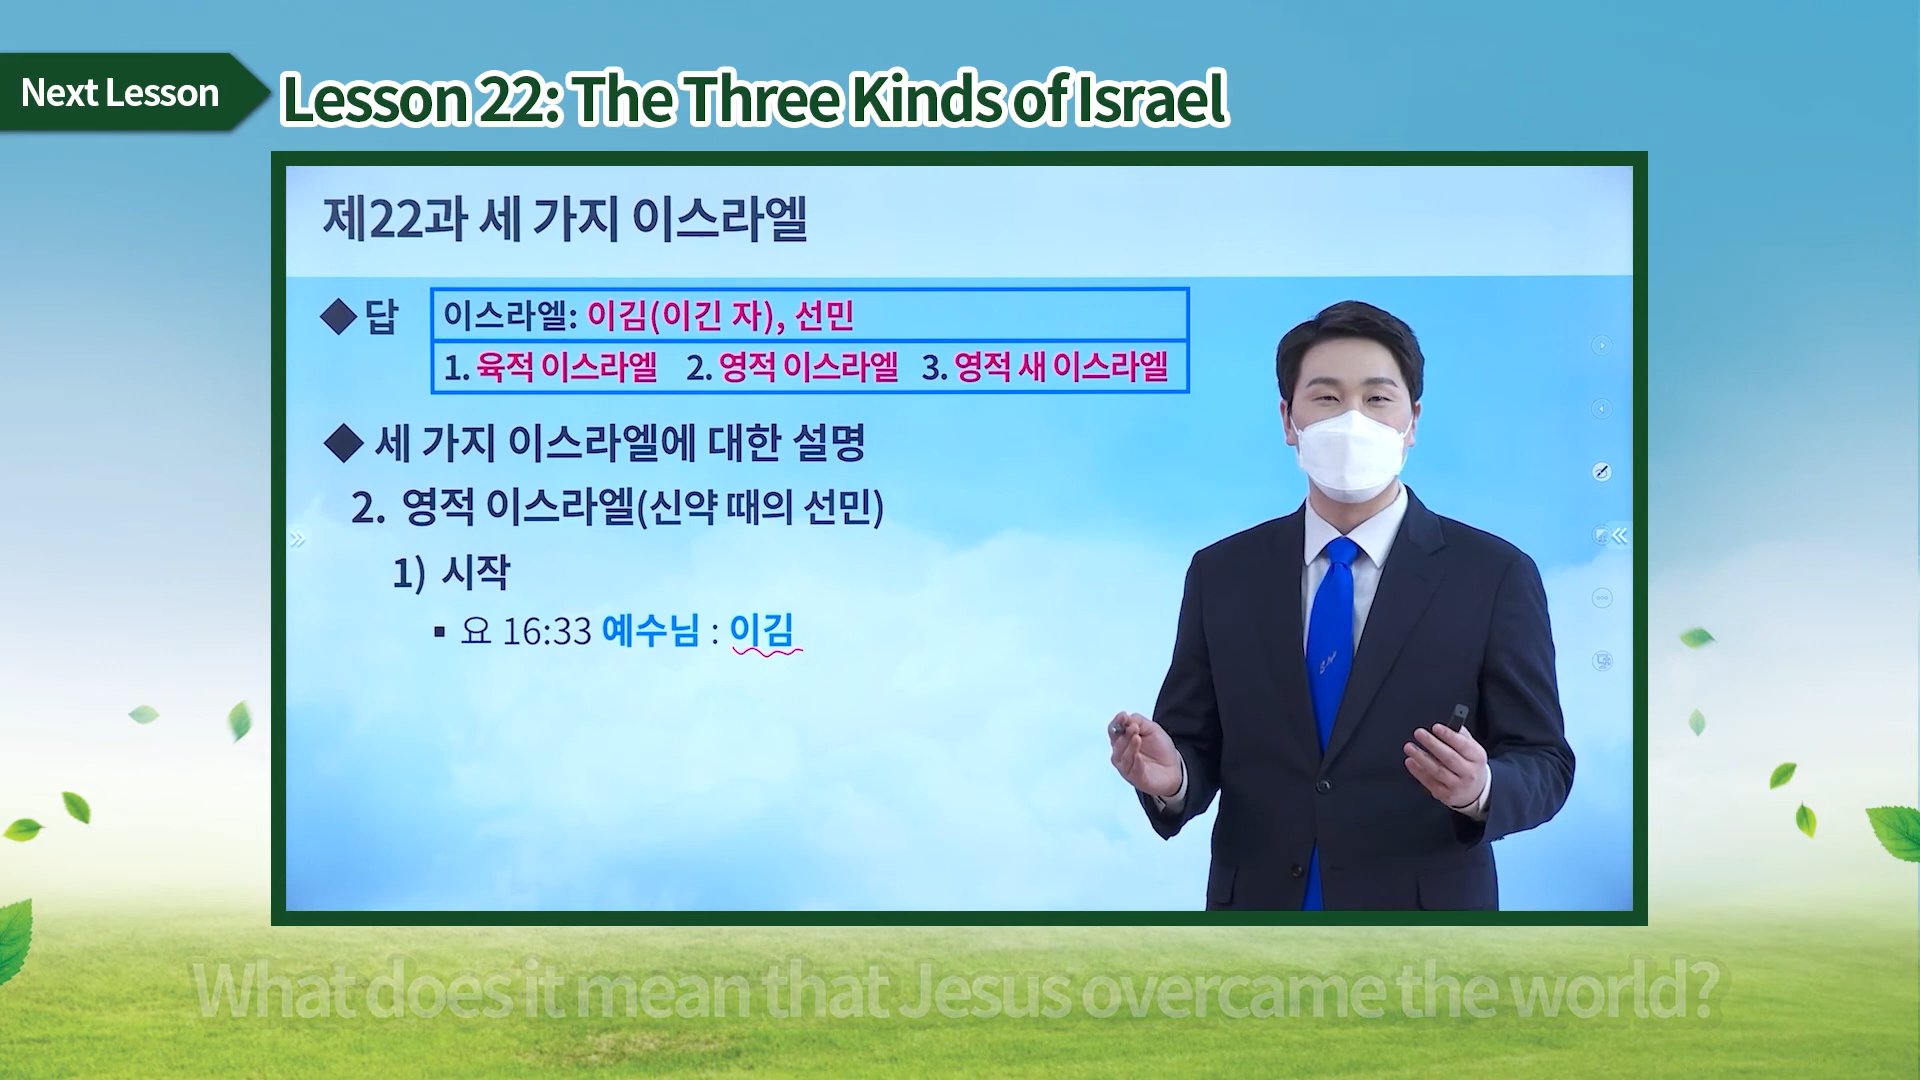 Next Lesson
Lesson 22: The Three Kinds of Israel
제22과 세 가지 이스라엘
◆ 답
이스라엘: 이김(이긴 자), 선민
1. 육적 이스라엘 2. 영적 이스라엘 3. 영적 새 이스라엘
◆ 세 가지 이스라엘에 대한 설명
2. 영적 이스라엘(신약 때의 선민)
1) 시작
▪ 요 16:33 예수님 : 이김
What does it mean that Jesus overcame the world?